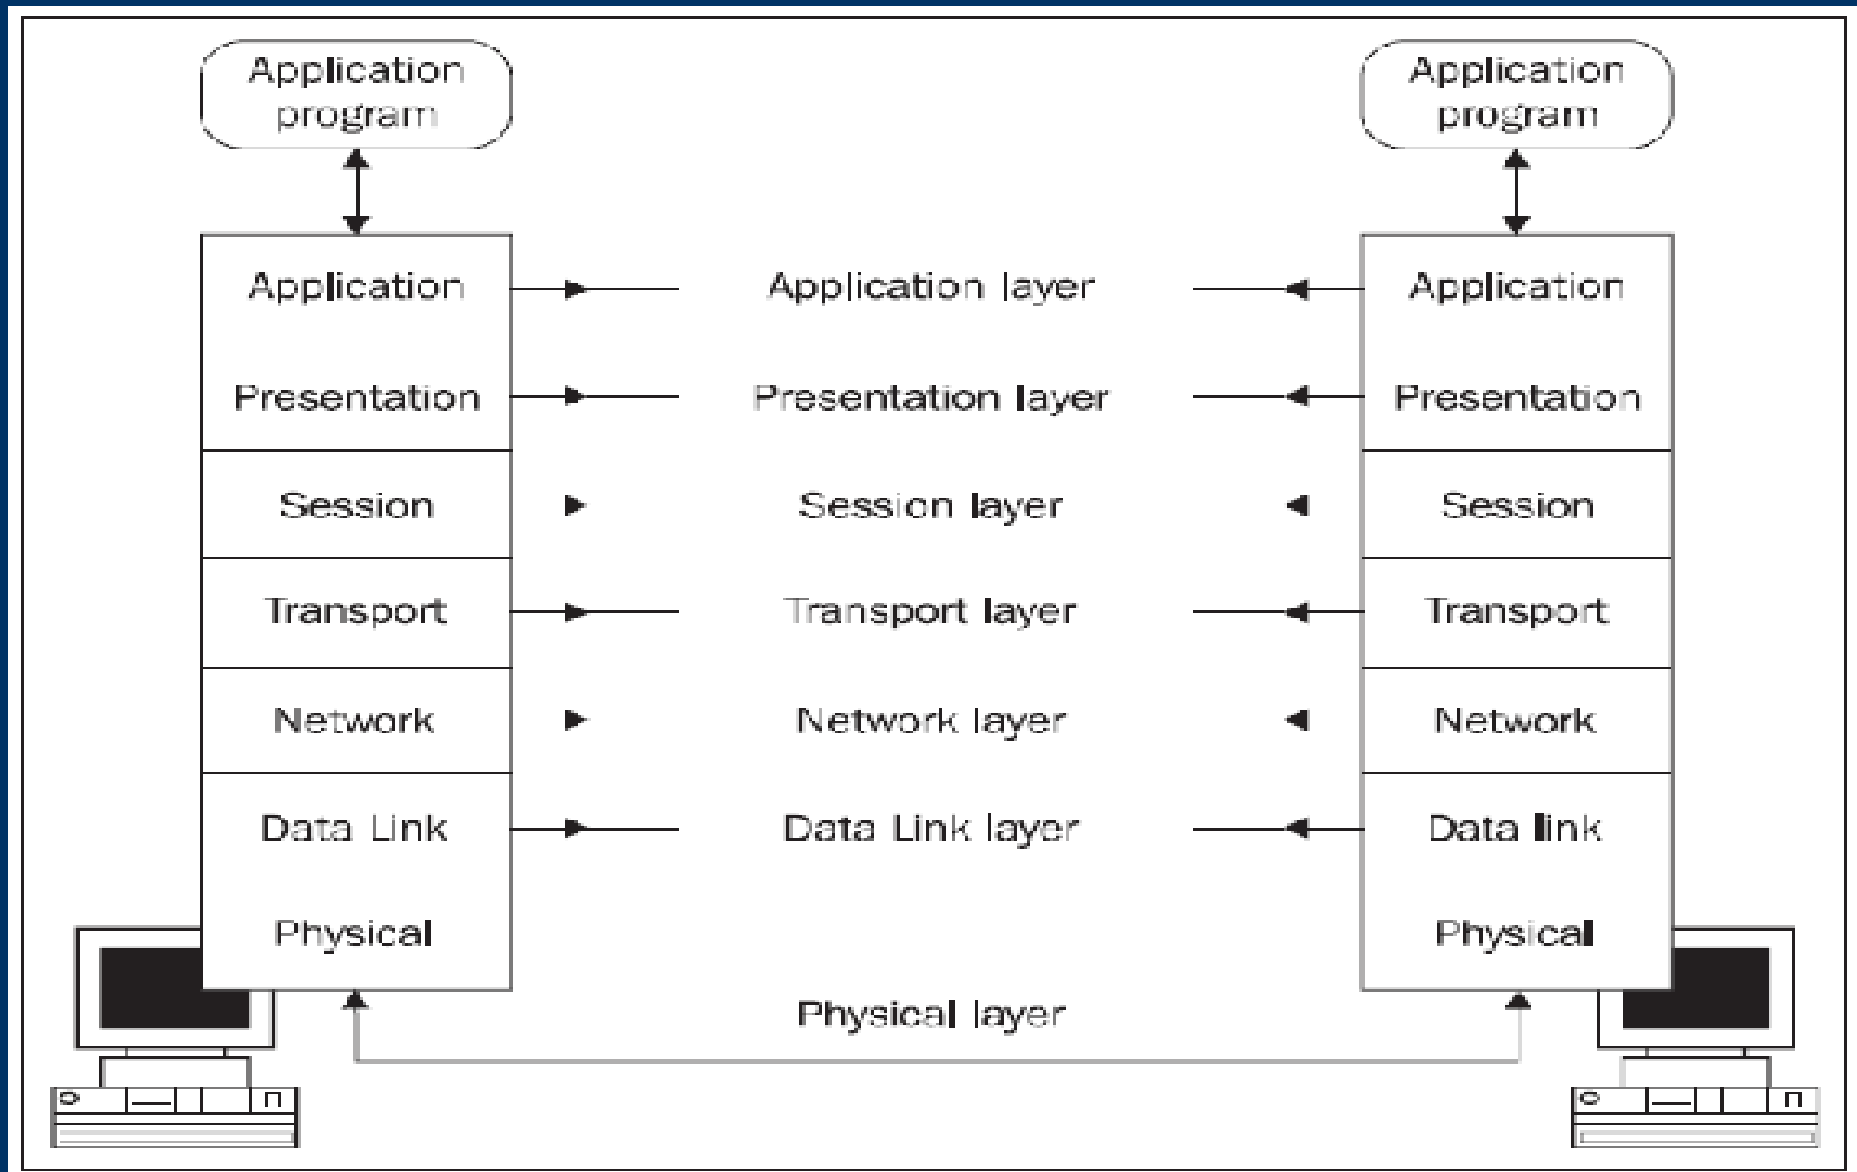 Application
program
Application
program
Application Application layer Application
Presentation Presentation layer Presentation
Session Session layer Session
Transport Transport layer Transport
Network Network layer Network
Data Link Data Link layer Data link
Physical Physical
Physical layer